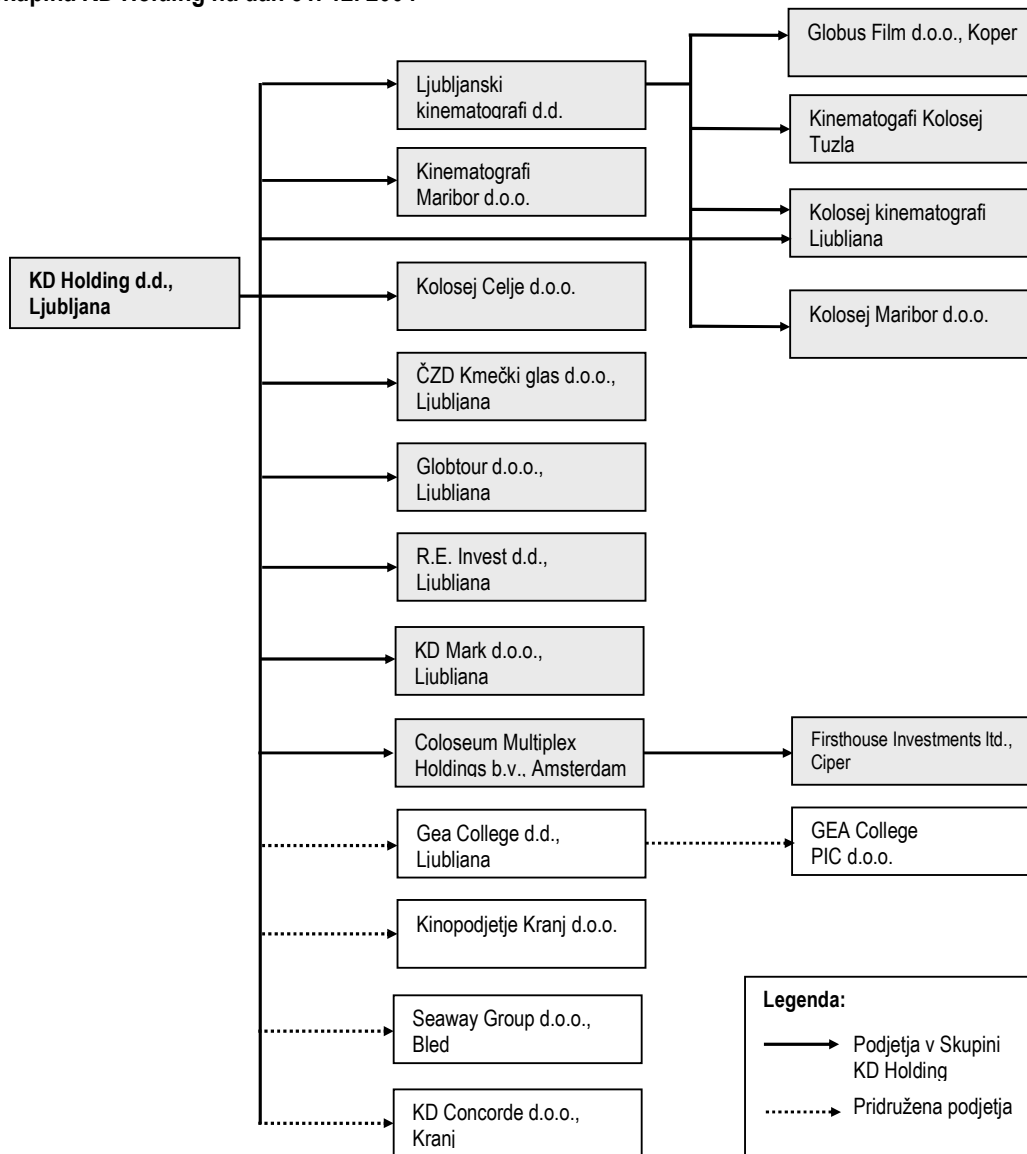 KD Holding d.d.,
Ljubljana
Ljubljanski
kinematografi d.d.
Kinematografi
Maribor d.o.o.
Kolosej Celje d.o.o.
ČZD Kmečki glas d.o.o.,
Ljubljana
Globtour d.o.o.,
Ljubljana
R.E. Invest d.d.,
Ljubljana
KD Mark d.o.o.,
Ljubljana
Coloseum Multiplex
Holdings b.v., Amsterdam
Gea College d.d.,
Ljubljana
Kinopodjetje Kranj d.o.o.
Seaway Group d.o.o.,
Bled
KD Concorde d.o.o.,
Kranj
Globus Film d.o.o., Koper
Kinematogafi Kolosej
Tuzla
Kolosej kinematografi
Ljubljana
Kolosej Maribor d.o.o.
Firsthouse Investments ltd.,
Ciper
GEA College
PIC d.o.o.
Legenda:
Podjetja v Skupini
KD Holding
Pridružena podjetja